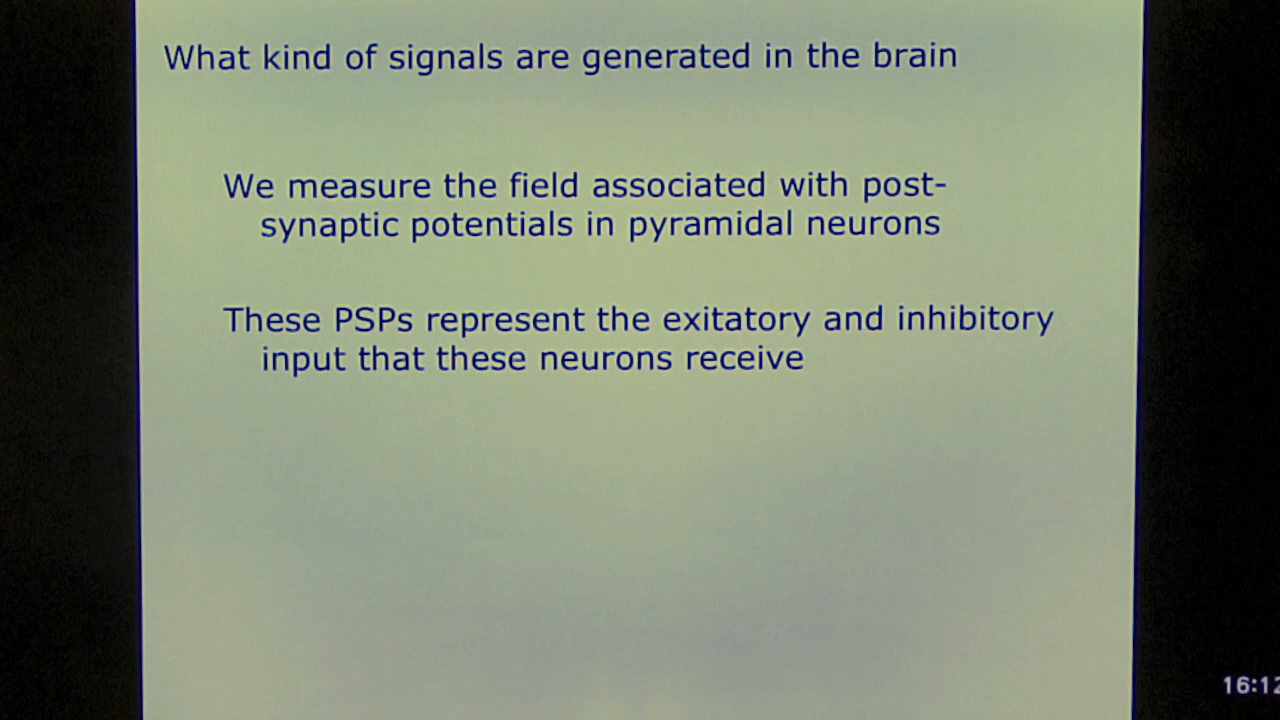 What kind of signals are generated in the brain
We measure the field associated with post-
synaptic potentials in pyramidal neurons
These PSPs represent the exitatory and inhibitory
input that these neurons receive
16:12